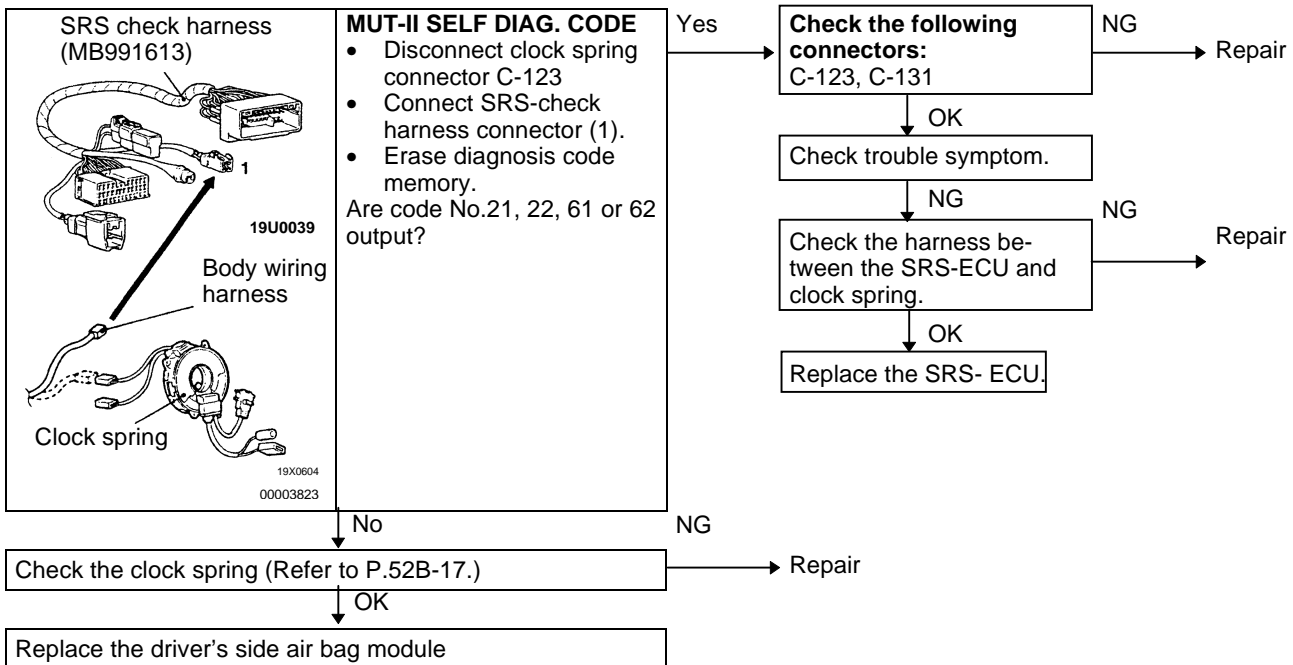 SRS check harness
(MB991613)
1
19U0039
Body wiring
harness
Clock spring
19X0604
00003823
MUT-II SELF DIAG. CODE
• Disconnect clock spring
connector C-123
• Connect SRS-check
harness connector (1).
• Erase diagnosis code
memory.
Are code No.21, 22, 61 or 62
output?
Yes
Check the following
connectors:
C-123, C-131
NG
Repair
OK
Check trouble symptom.
NG
Check the harness be-
tween the SRS-ECU and
clock spring.
NG
Repair
OK
Replace the SRS- ECU.
No
Check the clock spring (Refer to P.52B-17.)
NG
Repair
OK
Replace the driver’s side air bag module